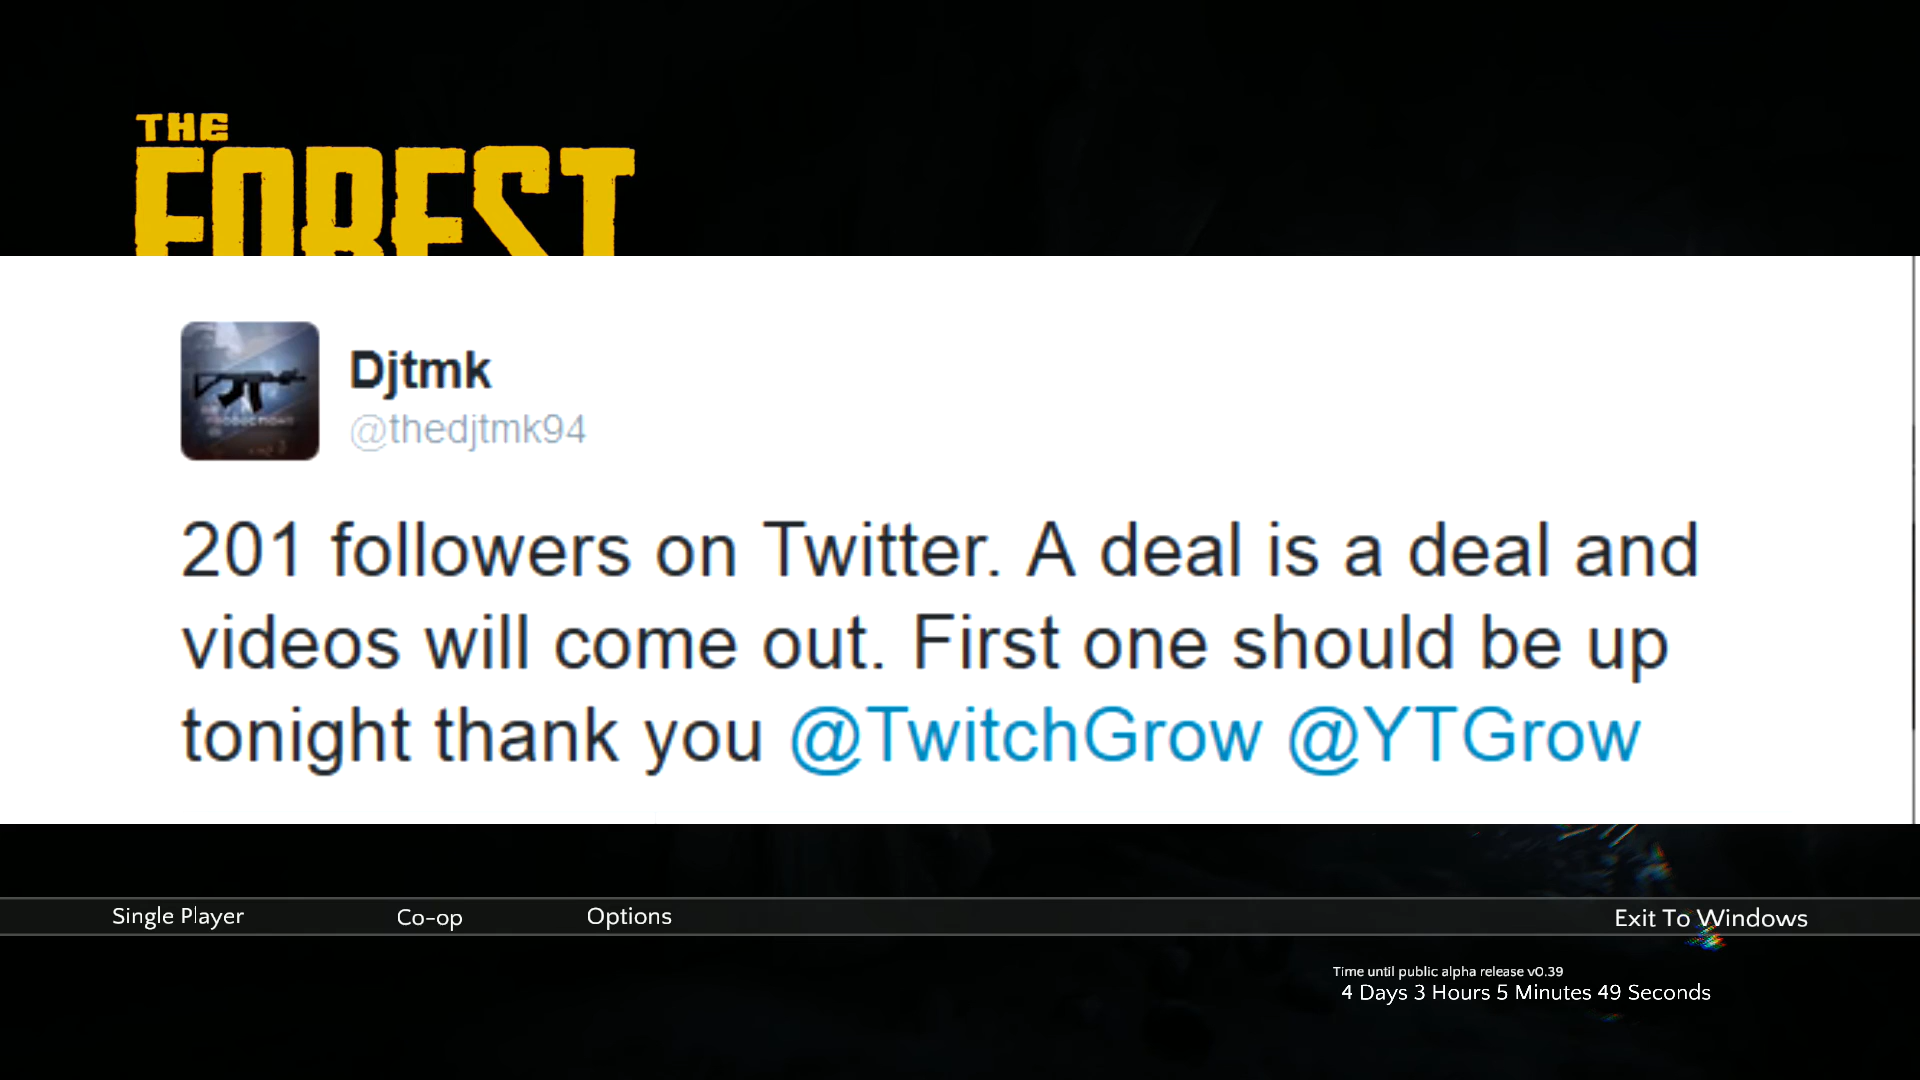 THE
FOREST
Djtmk
@thedjtmk94
201 followers on Twitter. A deal is a deal and
videos will come out. First one should be up
tonight thank you @TwitchGrow @YTGrow
Single Player
Co-op
Options
Exit To Windows
Time until public alpha release v0.39
4 Days 3 Hours 5 Minutes 49 Seconds